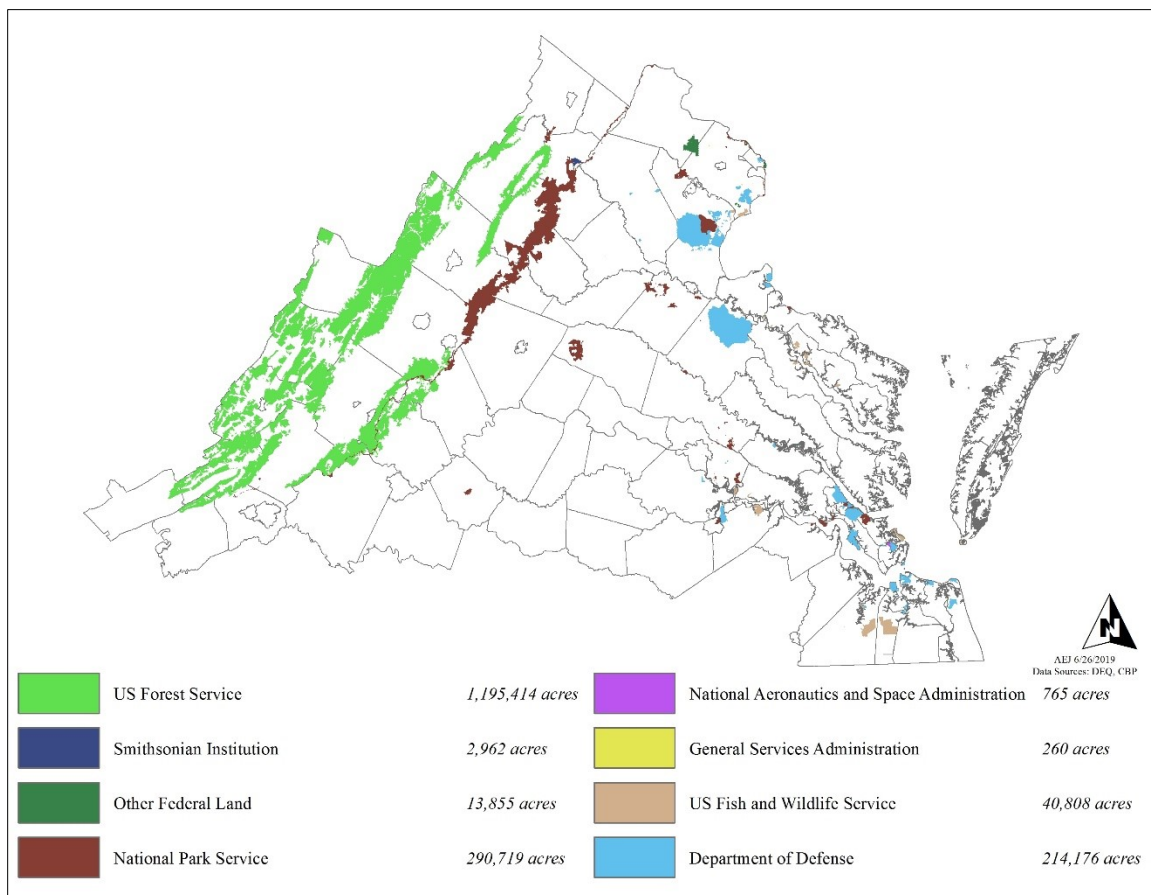 N
AEJ 6/26/2019
Data Sources: DEQ, CBP
US Forest Service 1,195,414 acres
Smithsonian Institution 2,962 acres
Other Federal Land 13,855 acres
National Park Service 290,719 acres
National Aeronautics and Space Administration 765 acres
General Services Administration 260 acres
US Fish and Wildlife Service 40,808 acres
Department of Defense 214,176 acres